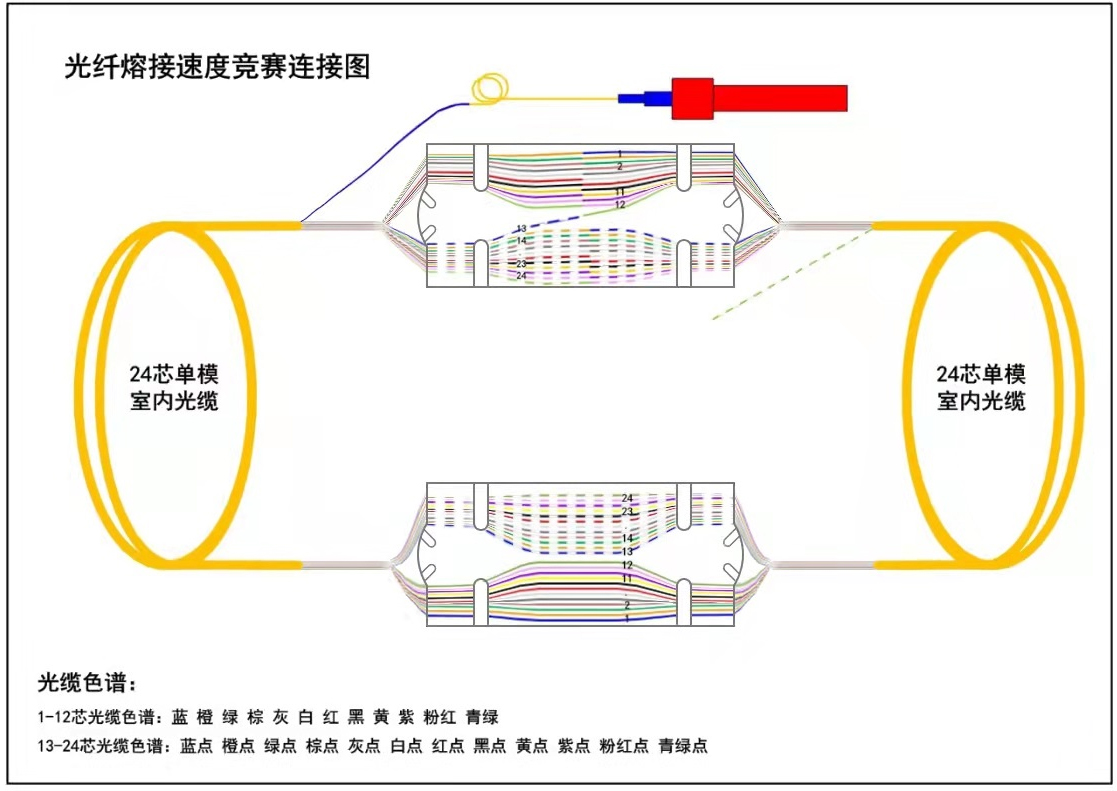 光纤熔接速度竞赛连接图
1
2
11
12
13
14
23
24
24芯单模
室内光缆
24芯单模
室内光缆
24
23
14
13
12
11
2
1
光缆色谱：
1-12芯光缆色谱：蓝 橙 绿 棕 灰 白 红 黑 黄 紫 粉红 青绿
13-24芯光缆色谱：蓝点 橙点 绿点 棕点 灰点 白点 红点 黑点 黄点 紫点 粉红点 青绿点